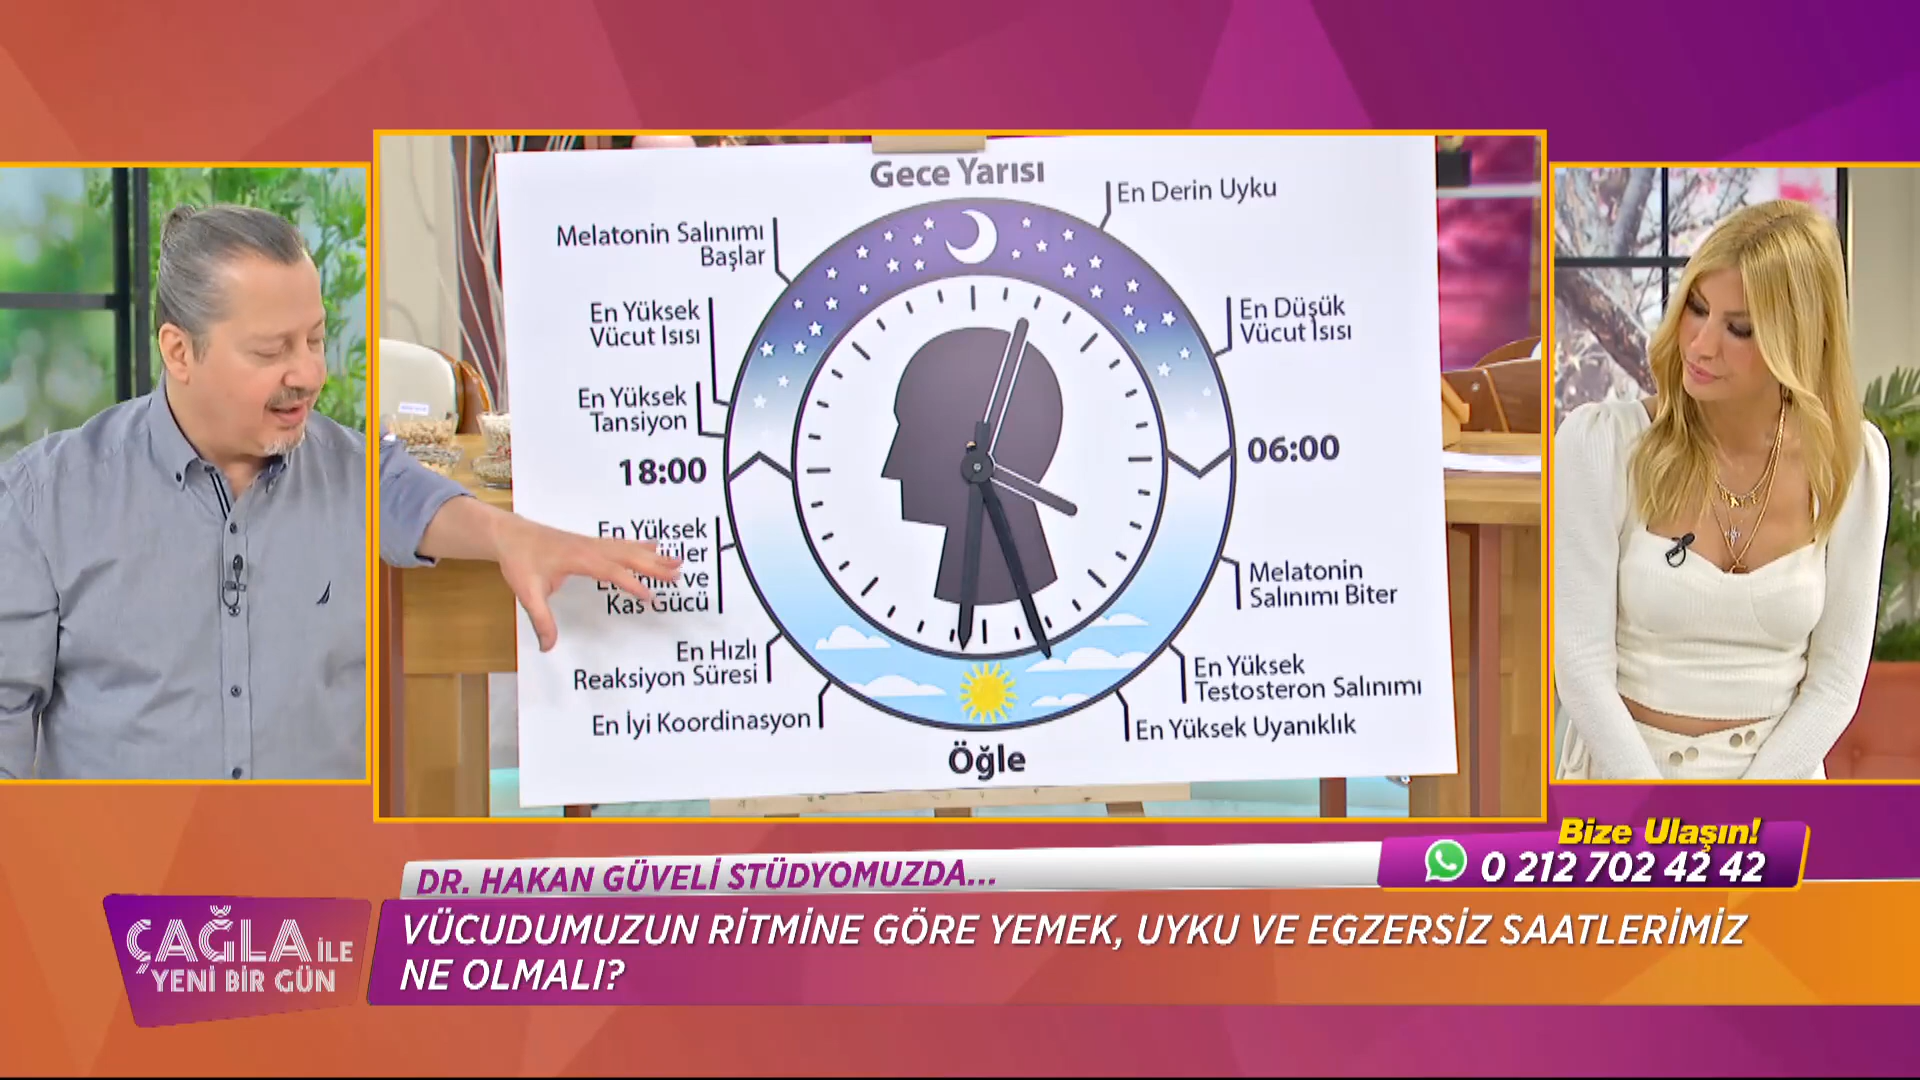 Gece Yarısı
En Derin Uyku
Melatonin Salınımı
Başlar
En Yüksek
Vücut Isısı
En Düşük
Vücut Isısı
En Yüksek
Tansiyon
18:00
06:00
En Yüksek
Kas Gücü
Melatonin
Salınımı Biter
En Hızlı
Reaksiyon Süresi
En Yüksek
Testosteron Salınımı
En İyi Koordinasyon
En Yüksek Uyanıklık
Öğle
Bize Ulaşın!
0 212 702 42 42
DR. HAKAN GÜVELİ STÜDYOMUZDA...
ÇAĞLA İLE
YENİ BİR GÜN
VÜCUDUMUZUN RİTMİNE GÖRE YEMEK, UYKU VE EGZERSİZ SAATLERİMİZ
NE OLMALI?